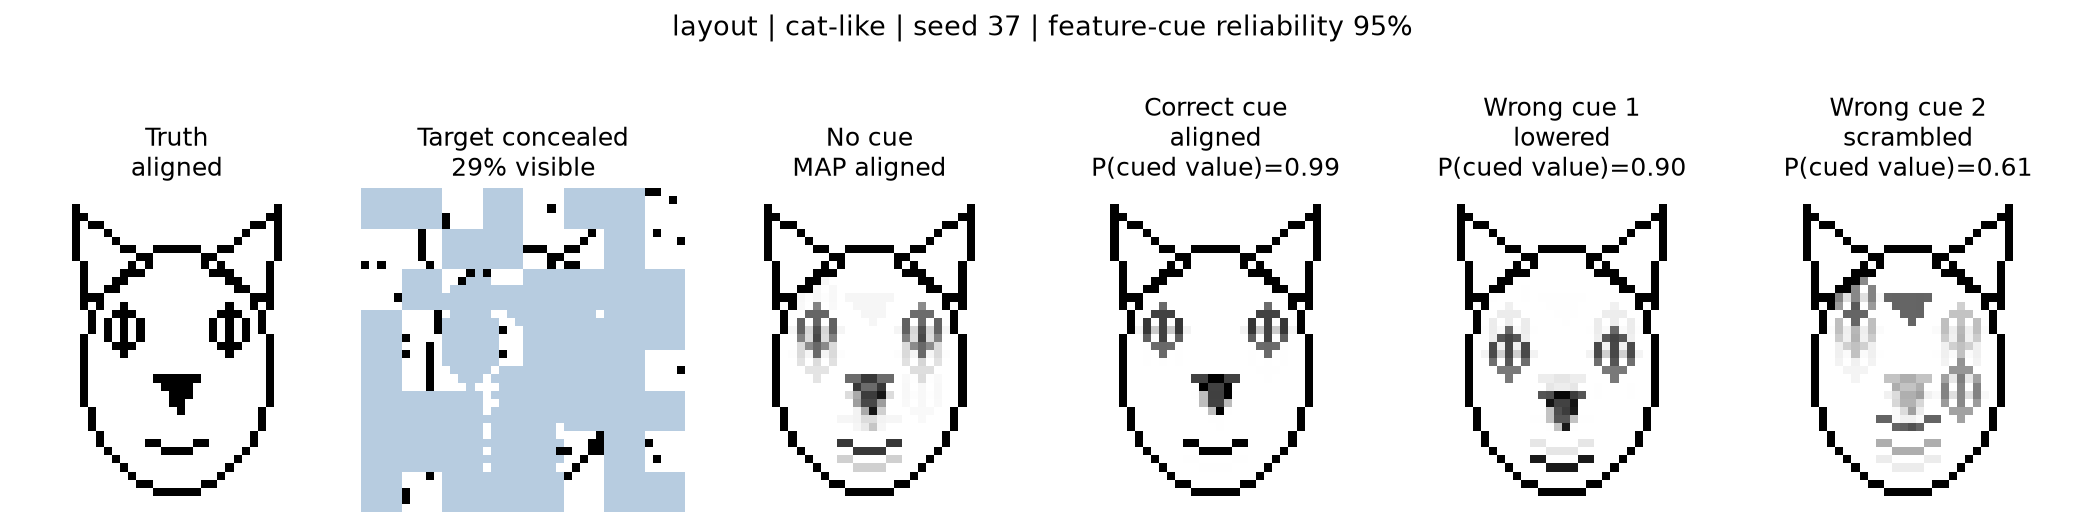 layout | cat-like | seed 37 | feature-cue reliability 95%
Truth
aligned
Target concealed
29% visible
No cue
MAP aligned
Correct cue
aligned
P(cued value)=0.99
Wrong cue 1
lowered
P(cued value)=0.90
Wrong cue 2
scrambled
P(cued value)=0.61